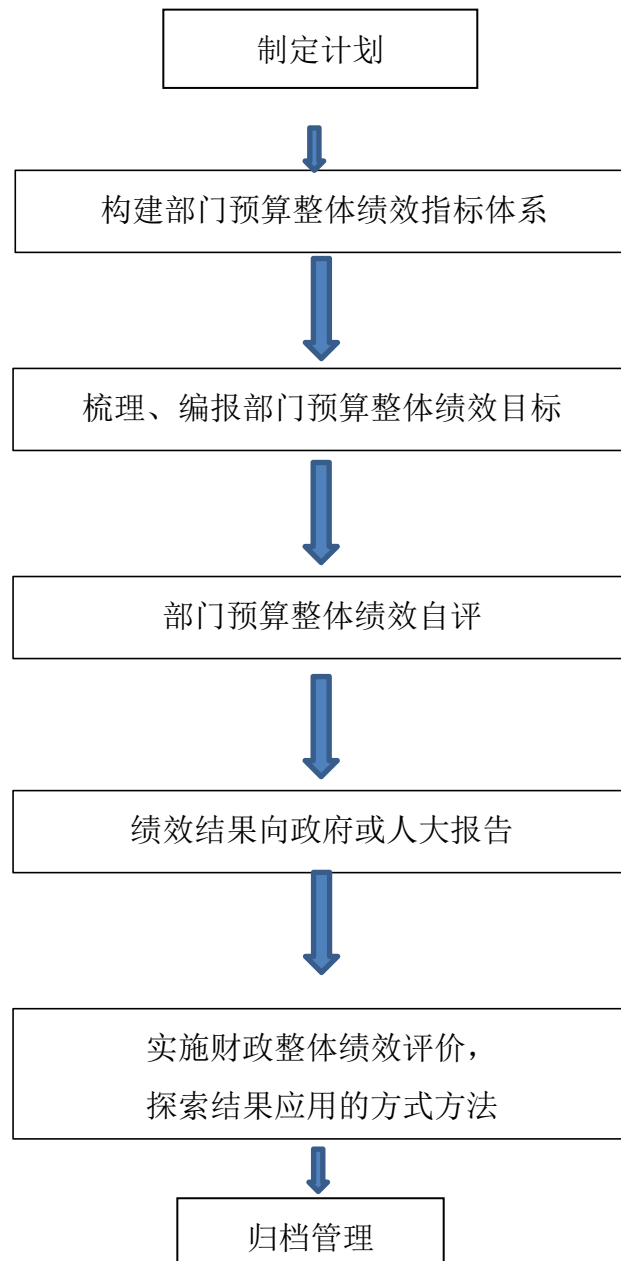 制定计划
构建部门预算整体绩效指标体系
梳理、编报部门预算整体绩效目标
部门预算整体绩效自评
绩效结果向政府或人大报告
实施财政整体绩效评价，
探索结果应用的方式方法
归档管理